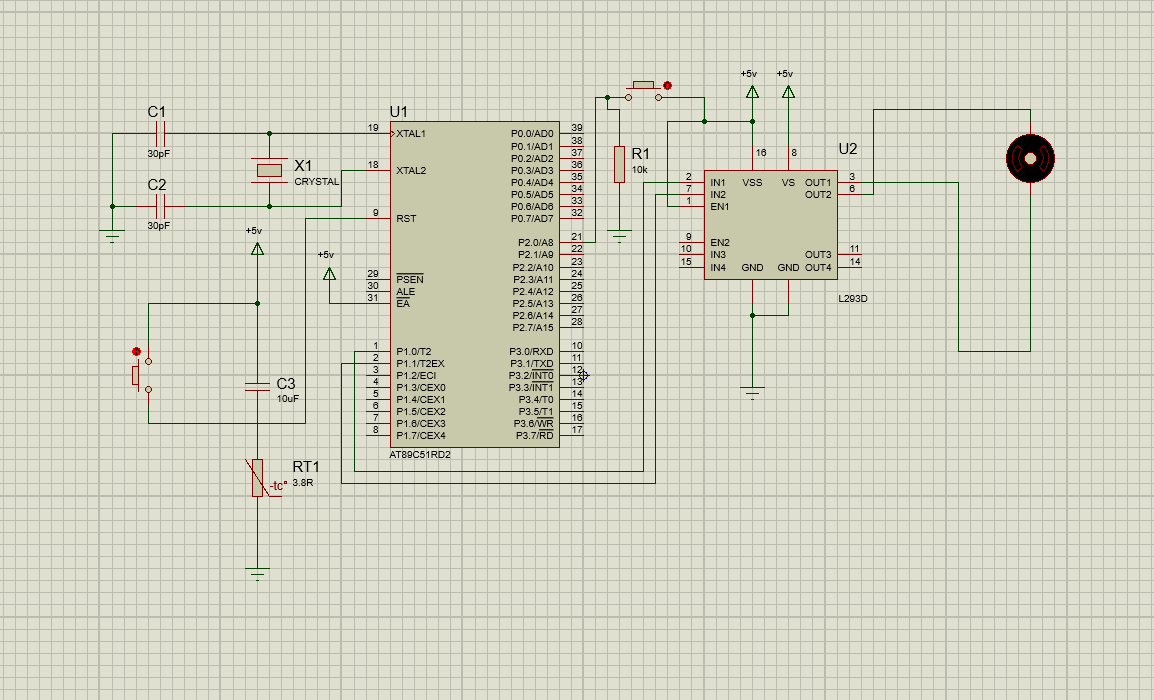 +5v
+5v
C1
30pF
X1
CRYSTAL
C2
30pF
+5v
+5v
C3
10uF
RT1
-tc°
3.8R
U1
19
XTAL1
18
XTAL2
9
RST
29
PSEN
30
ALE
31
EA
1
P1.0/T2
2
P1.1/T2EX
3
P1.2/ECI
4
P1.3/CEX0
5
P1.4/CEX1
6
P1.5/CEX2
7
P1.6/CEX3
8
P1.7/CEX4
P0.0/AD0
39
P0.1/AD1
38
P0.2/AD2
37
P0.3/AD3
36
P0.4/AD4
35
P0.5/AD5
34
P0.6/AD6
33
P0.7/AD7
32
P2.0/A8
21
P2.1/A9
22
P2.2/A10
23
P2.3/A11
24
P2.4/A12
25
P2.5/A13
26
P2.6/A14
27
P2.7/A15
28
P3.0/RXD
10
P3.1/TXD
11
P3.2/INT0
12
P3.3/INT1
13
P3.4/T0
14
P3.5/T1
15
P3.6/WR
16
P3.7/RD
17
AT89C51RD2
R1
10k
U2
16
8
2
IN1
7
IN2
1
EN1
9
EN2
10
IN3
15
IN4
VSS
VS
OUT1
3
OUT2
6
OUT3
11
OUT4
14
GND
GND
L293D